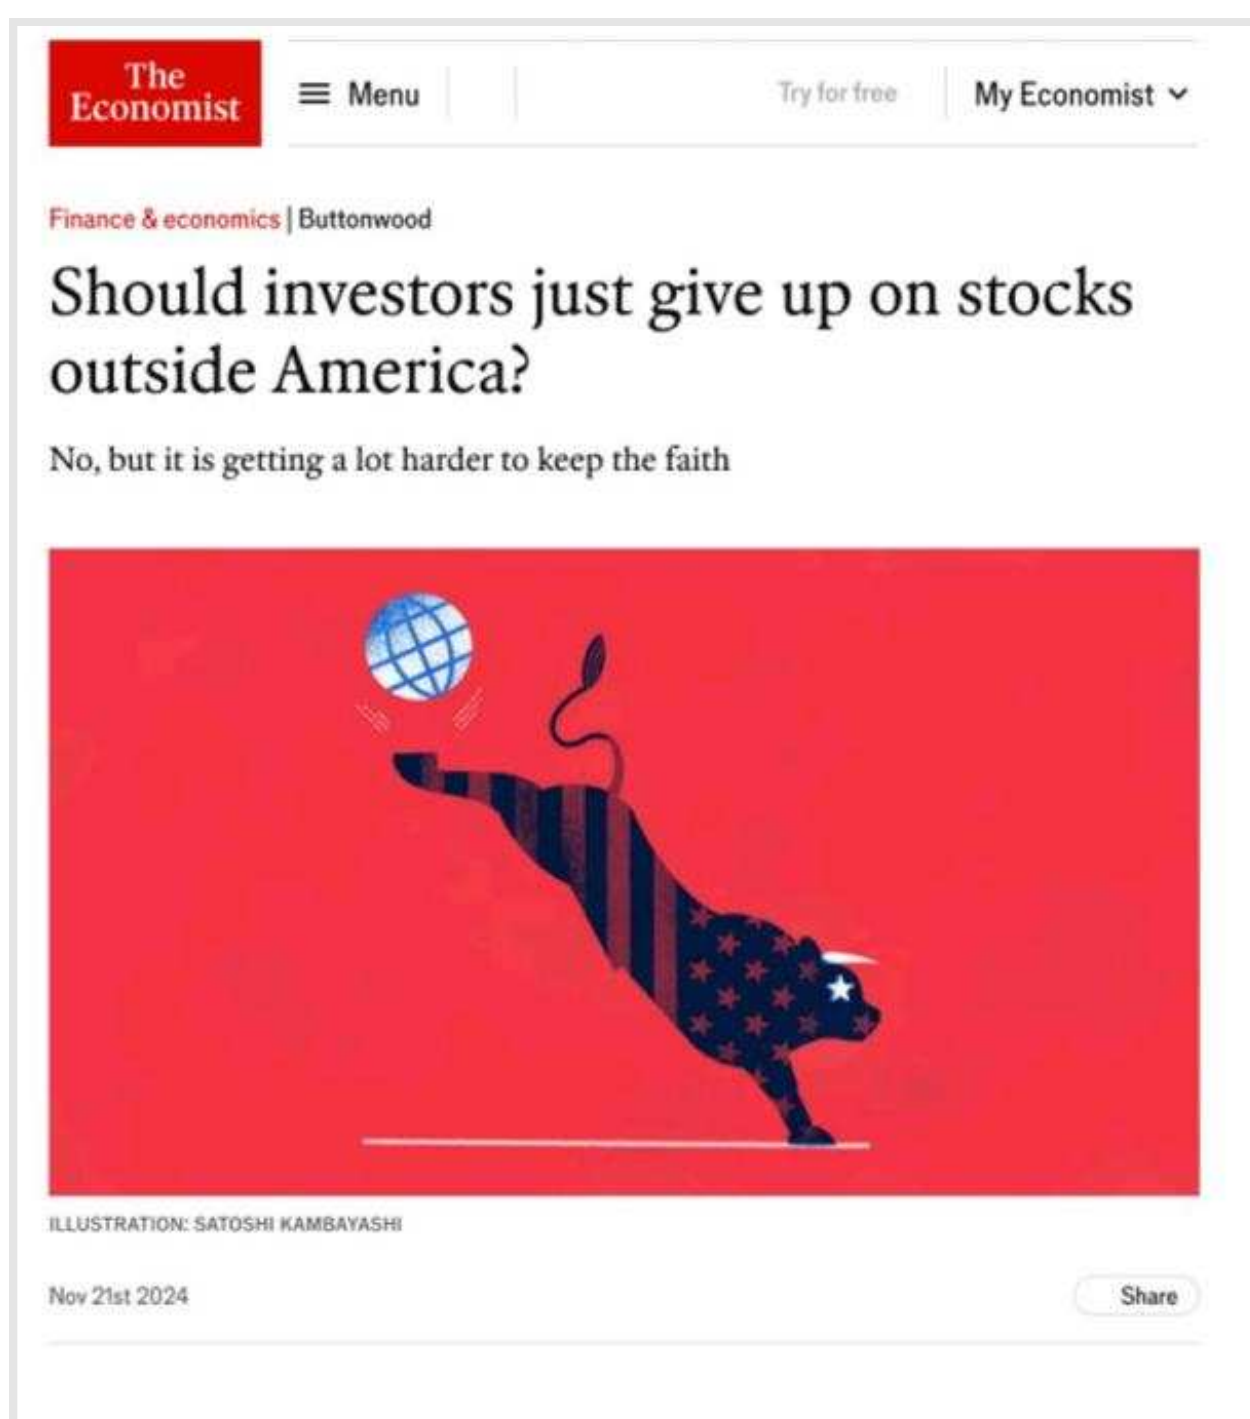 The
Economist
Menu
Try for free
My Economist
Finance & economics | Buttonwood
Should investors just give up on stocks
outside America?
No, but it is getting a lot harder to keep the faith
ILLUSTRATION: SATOSHI KAMBAYASHI
Nov 21st 2024
Share